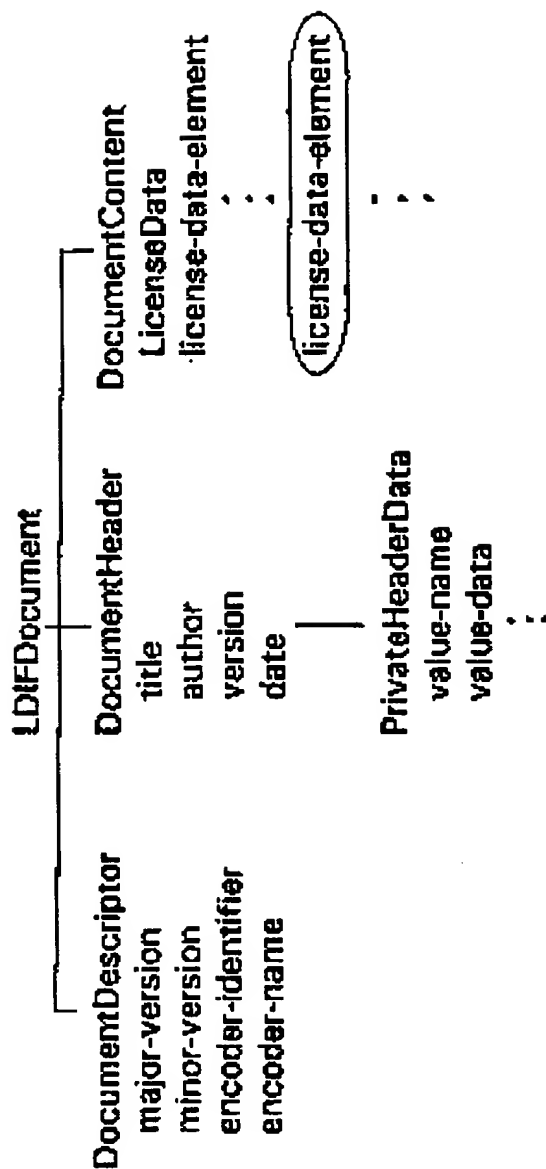 LDIFDocument
DocumentDescriptor
major-version
minor-version
encoder-identifier
encoder-name
DocumentHeader
title
author
version
date
PrivateHeaderData
value-name
value-data
DocumentContent
LicenseData
license-data-element
license-data-element